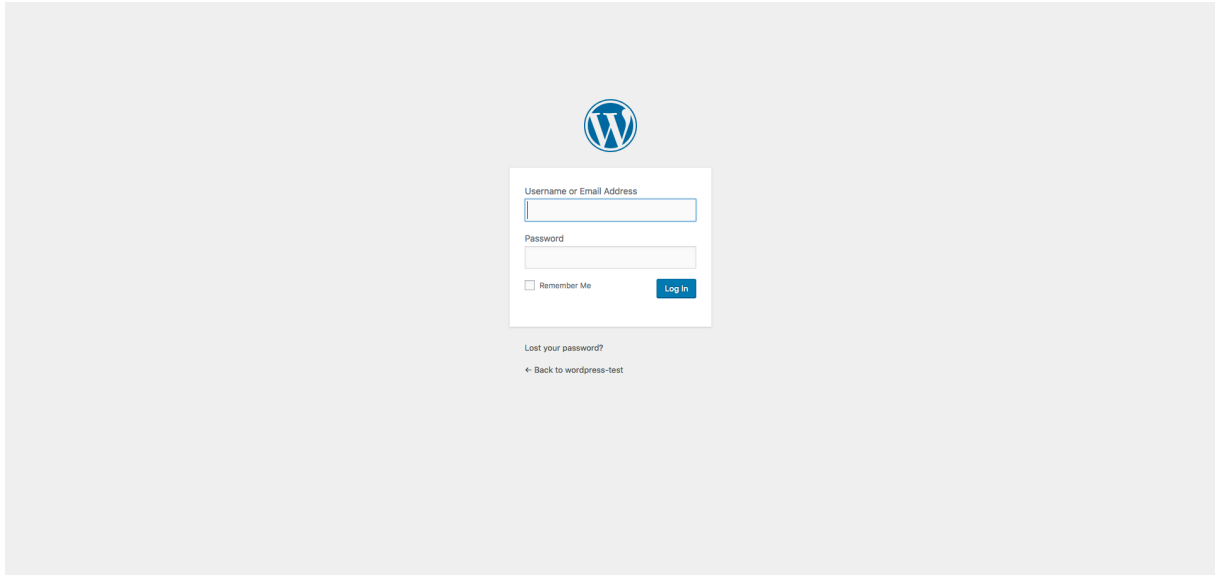 Username or Email Address
Password
Remember Me
Log In
Lost your password?
← Back to wordpress-test